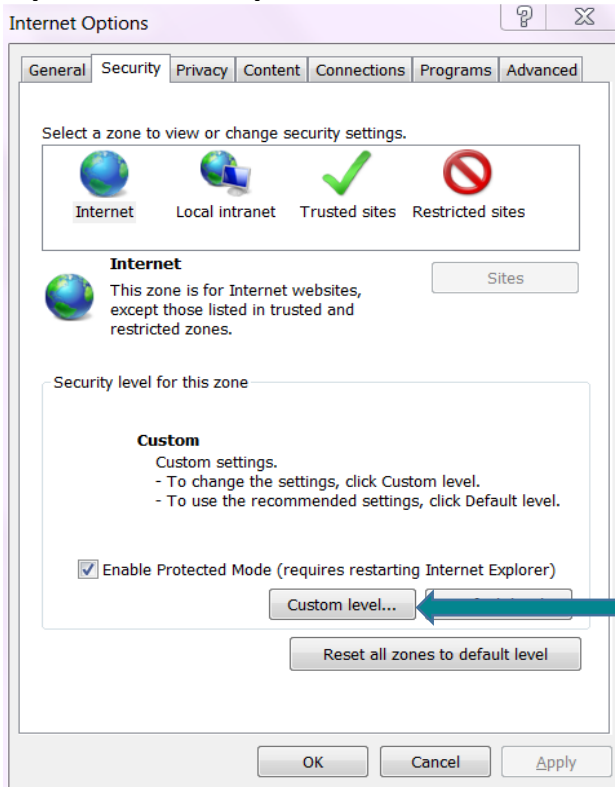 Internet Options
General Security Privacy Content Connections Programs Advanced
Select a zone to view or change security settings.
Internet Local intranet Trusted sites Restricted sites
Internet
Sites
This zone is for Internet websites,
except those listed in trusted and
restricted zones.
Security level for this zone
Custom
Custom settings.
- To change the settings, click Custom level.
- To use the recommended settings, click Default level.
Enable Protected Mode (requires restarting Internet Explorer)
Custom level...
Reset all zones to default level
OK Cancel Apply